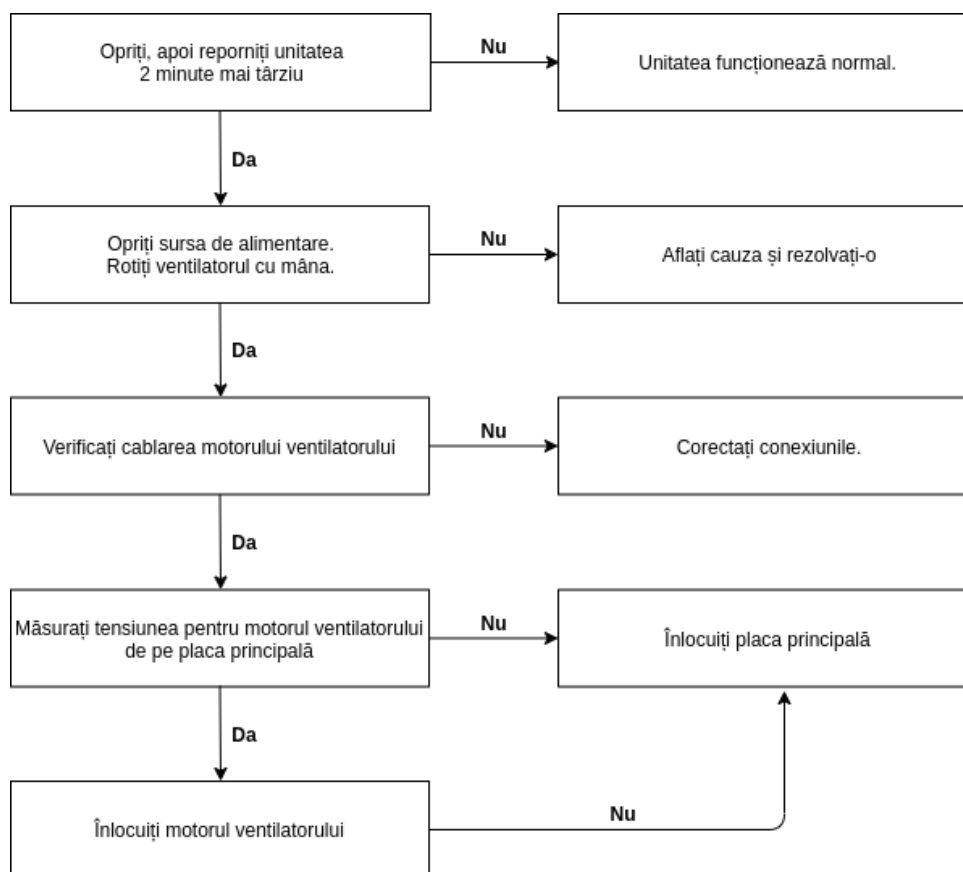 Opriți, apoi reporniți unitatea
2 minute mai târziu
Nu
Unitatea funcționează normal.
Da
Opriți sursa de alimentare.
Rotiți ventilatorul cu mâna.
Nu
Aflați cauza și rezolvați-o
Da
Verificați cablarea motorului ventilatorului
Nu
Corectați conexiunile.
Da
Măsurați tensiunea pentru motorul ventilatorului
de pe placa principală
Nu
Înlocuiți placa principală
Da
Înlocuiți motorul ventilatorului
Nu